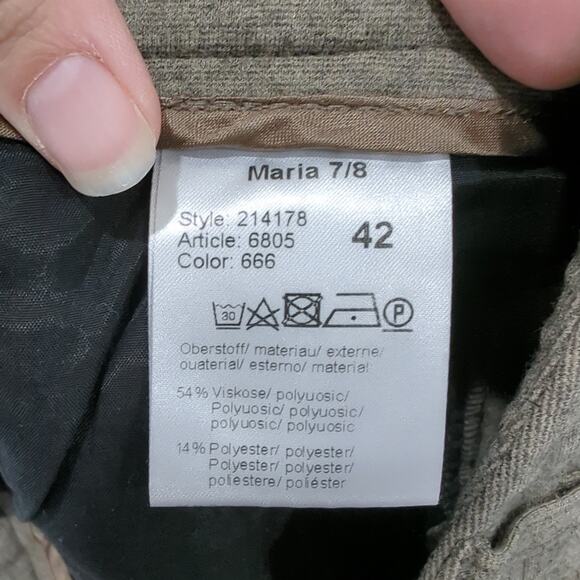 Maria 7/8
Style: 214178
Article: 6805
Color: 666
42
30
P
Oberstoff/ materiau/ externe/
ouaterial/ esterno/ material
54% Viskose/ polyuosic/
Polyuosic/ polyuosic/
polyuosic/ polyuosic
14% Polyester/ polyester/
Polyester/ polyester/
poliestere/ poliéster